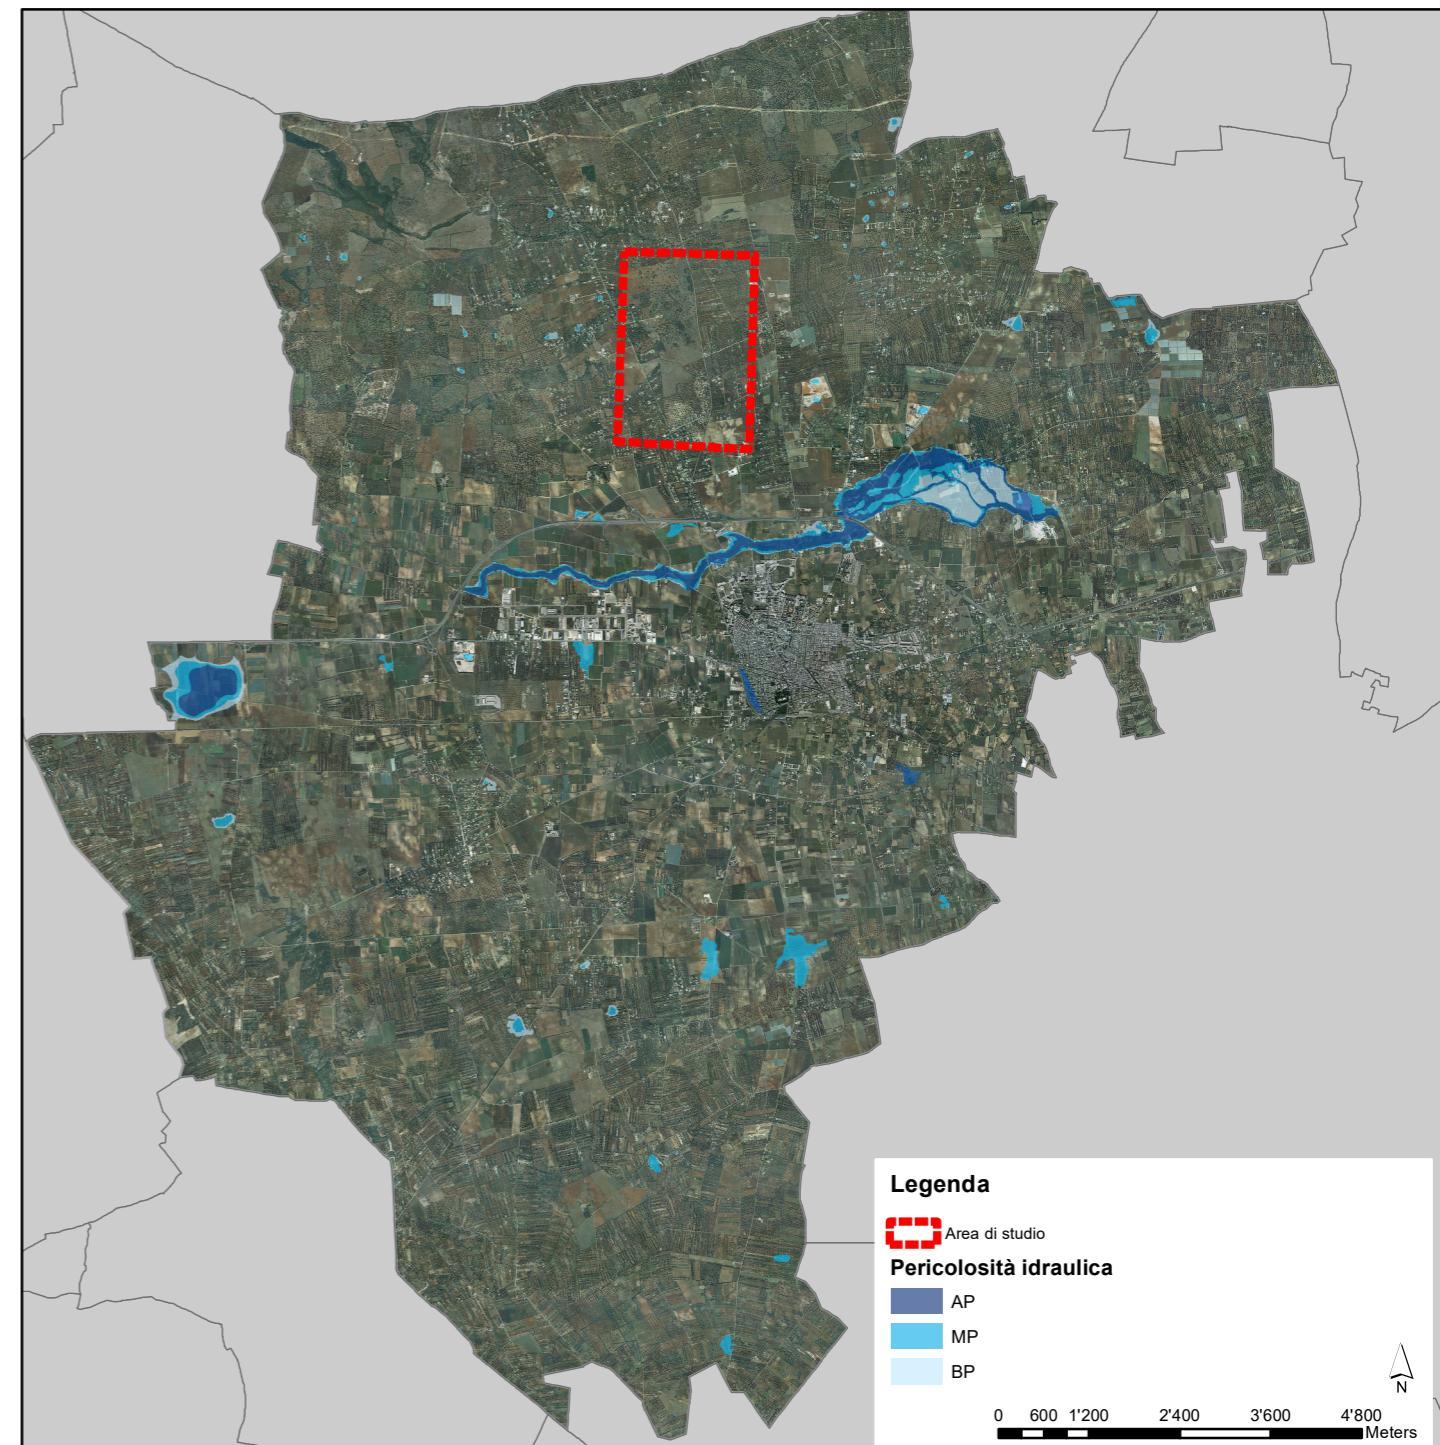 Legenda
Area di studio
Pericolosità idraulica
AP
MP
BP
N
0 600 1'200 2'400 3'600 4'800
Meters